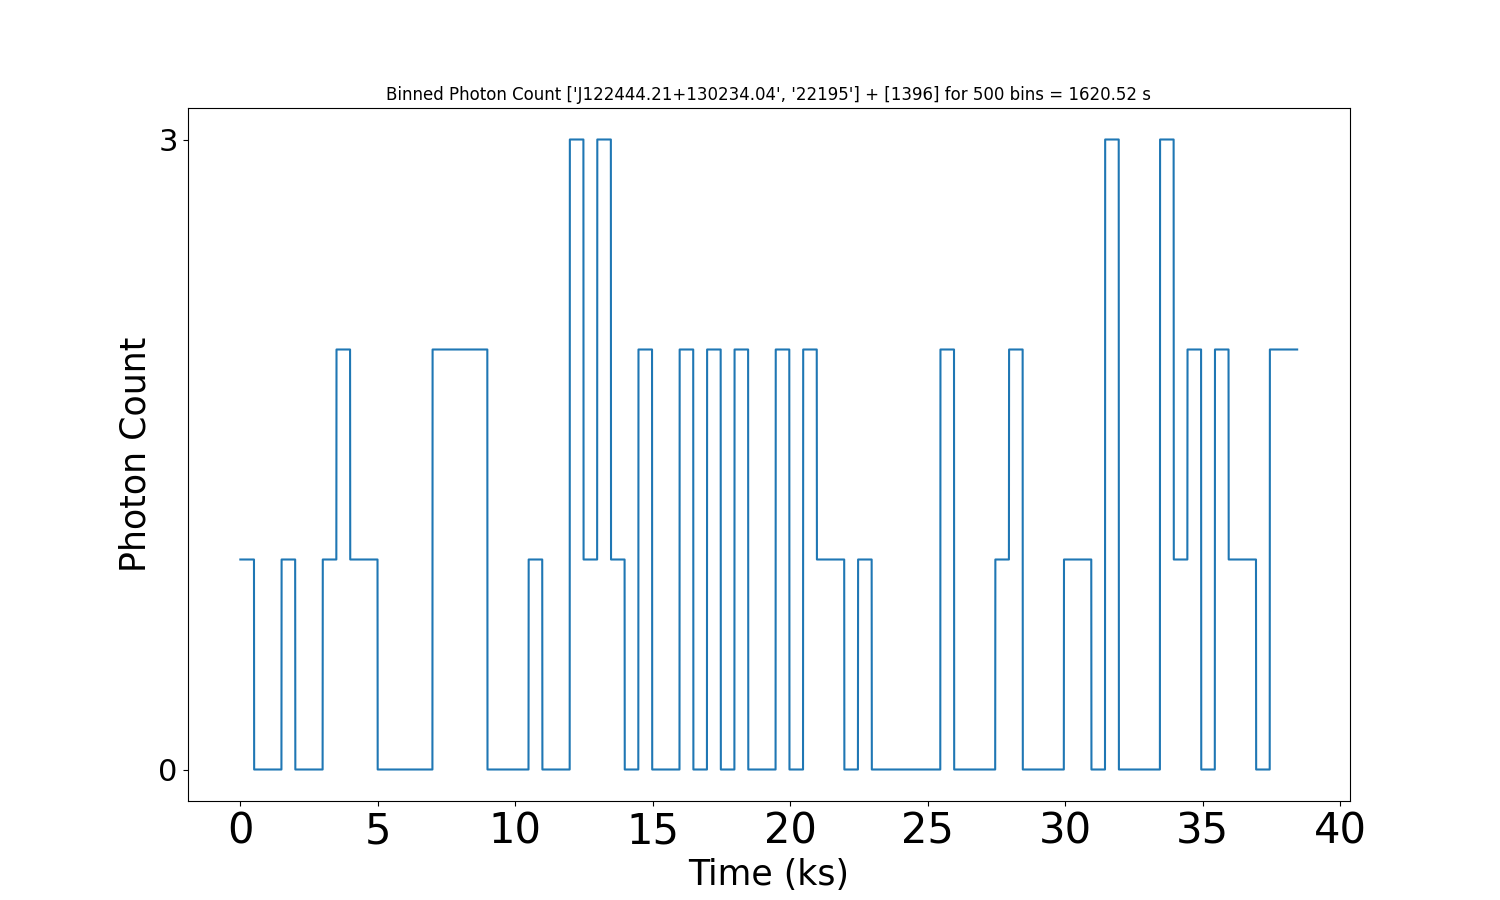 Binned Photon Count ['J122444.21+130234.04', '22195'] + [1396] for 500 bins = 1620.52 s
3
Photon Count
0
0 5 10 15 20 25 30 35 40
Time (ks)